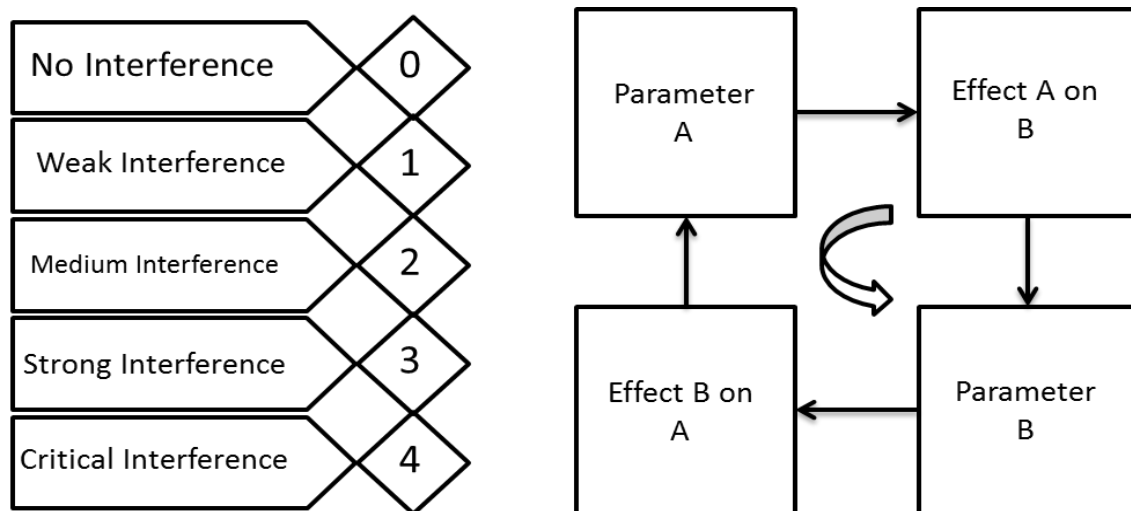 No Interference
0
Weak Interference
1
Medium Interference
2
Strong Interference
3
Critical Interference
4
Parameter
A
Effect A on
B
Effect B on
A
Parameter
B